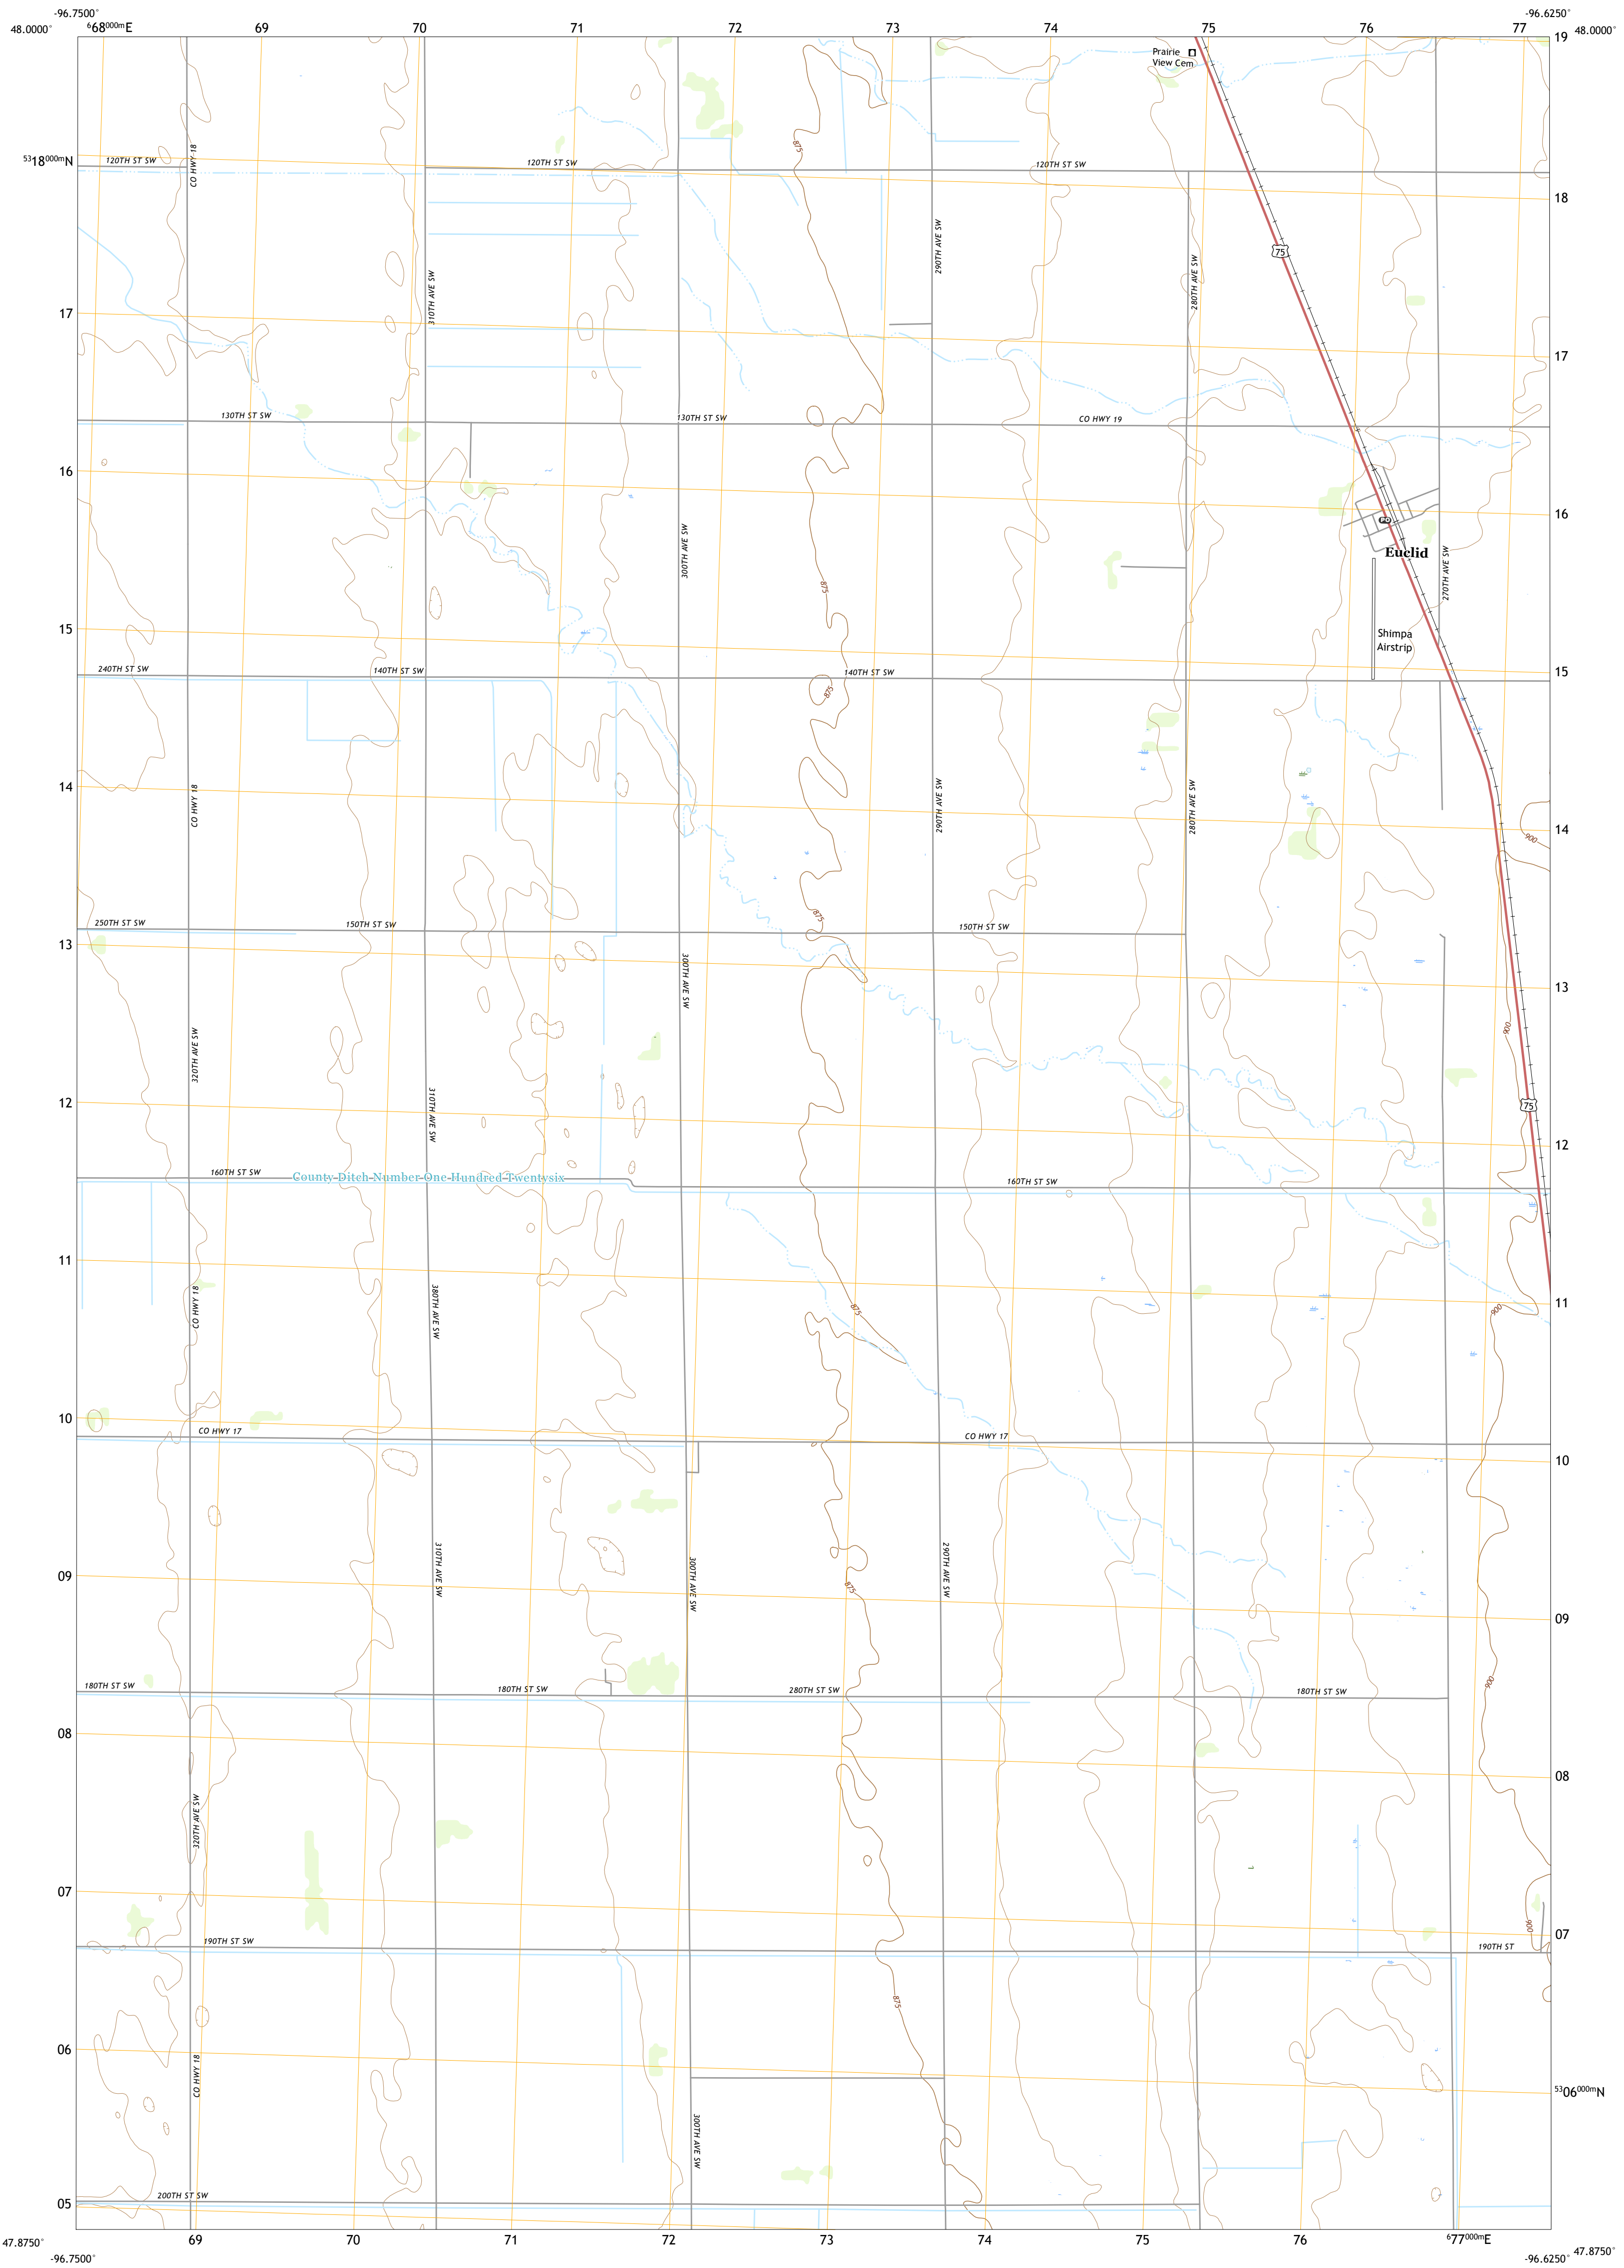 -96.7500°
-96.6250°
48.0000°
⁶68⁰⁰⁰ᵐE
69
70
71
72
73
74
75
76
77
48.0000°
19
Prairie
View Cem
⁵³18⁰⁰⁰ᵐN
120TH ST SW
CO HWY 18
875
120TH ST SW
120TH ST SW
18
310TH AVE SW
290TH AVE SW
280TH AVE SW
75
17
17
130TH ST SW
130TH ST SW
CO HWY 19
16
16
PO
Euclid
300TH AVE SW
875
270TH AVE SW
15
Shimpa
Airstrip
240TH ST SW
140TH ST SW
140TH ST SW
15
875
14
CO HWY 18
290TH AVE SW
280TH AVE SW
14
900
875
250TH ST SW
150TH ST SW
150TH ST SW
13
300TH AVE SW
13
900
320TH AVE SW
12
310TH AVE SW
75
12
160TH ST SW
County Ditch Number One Hundred Twentysix
160TH ST SW
11
CO HWY 18
380TH AVE SW
875
900
11
10
CO HWY 17
CO HWY 17
10
09
310TH AVE SW
300TH AVE SW
290TH AVE SW
875
09
180TH ST SW
180TH ST SW
280TH ST SW
180TH ST SW
900
08
08
320TH AVE SW
07
900
07
190TH ST SW
190TH ST
875
06
CO HWY 18
⁵³06⁰⁰⁰ᵐN
300TH AVE SW
05
200TH ST SW
47.8750°
69
70
71
72
73
74
75
76
⁶77⁰⁰⁰ᵐE
47.8750°
-96.7500°
-96.6250°